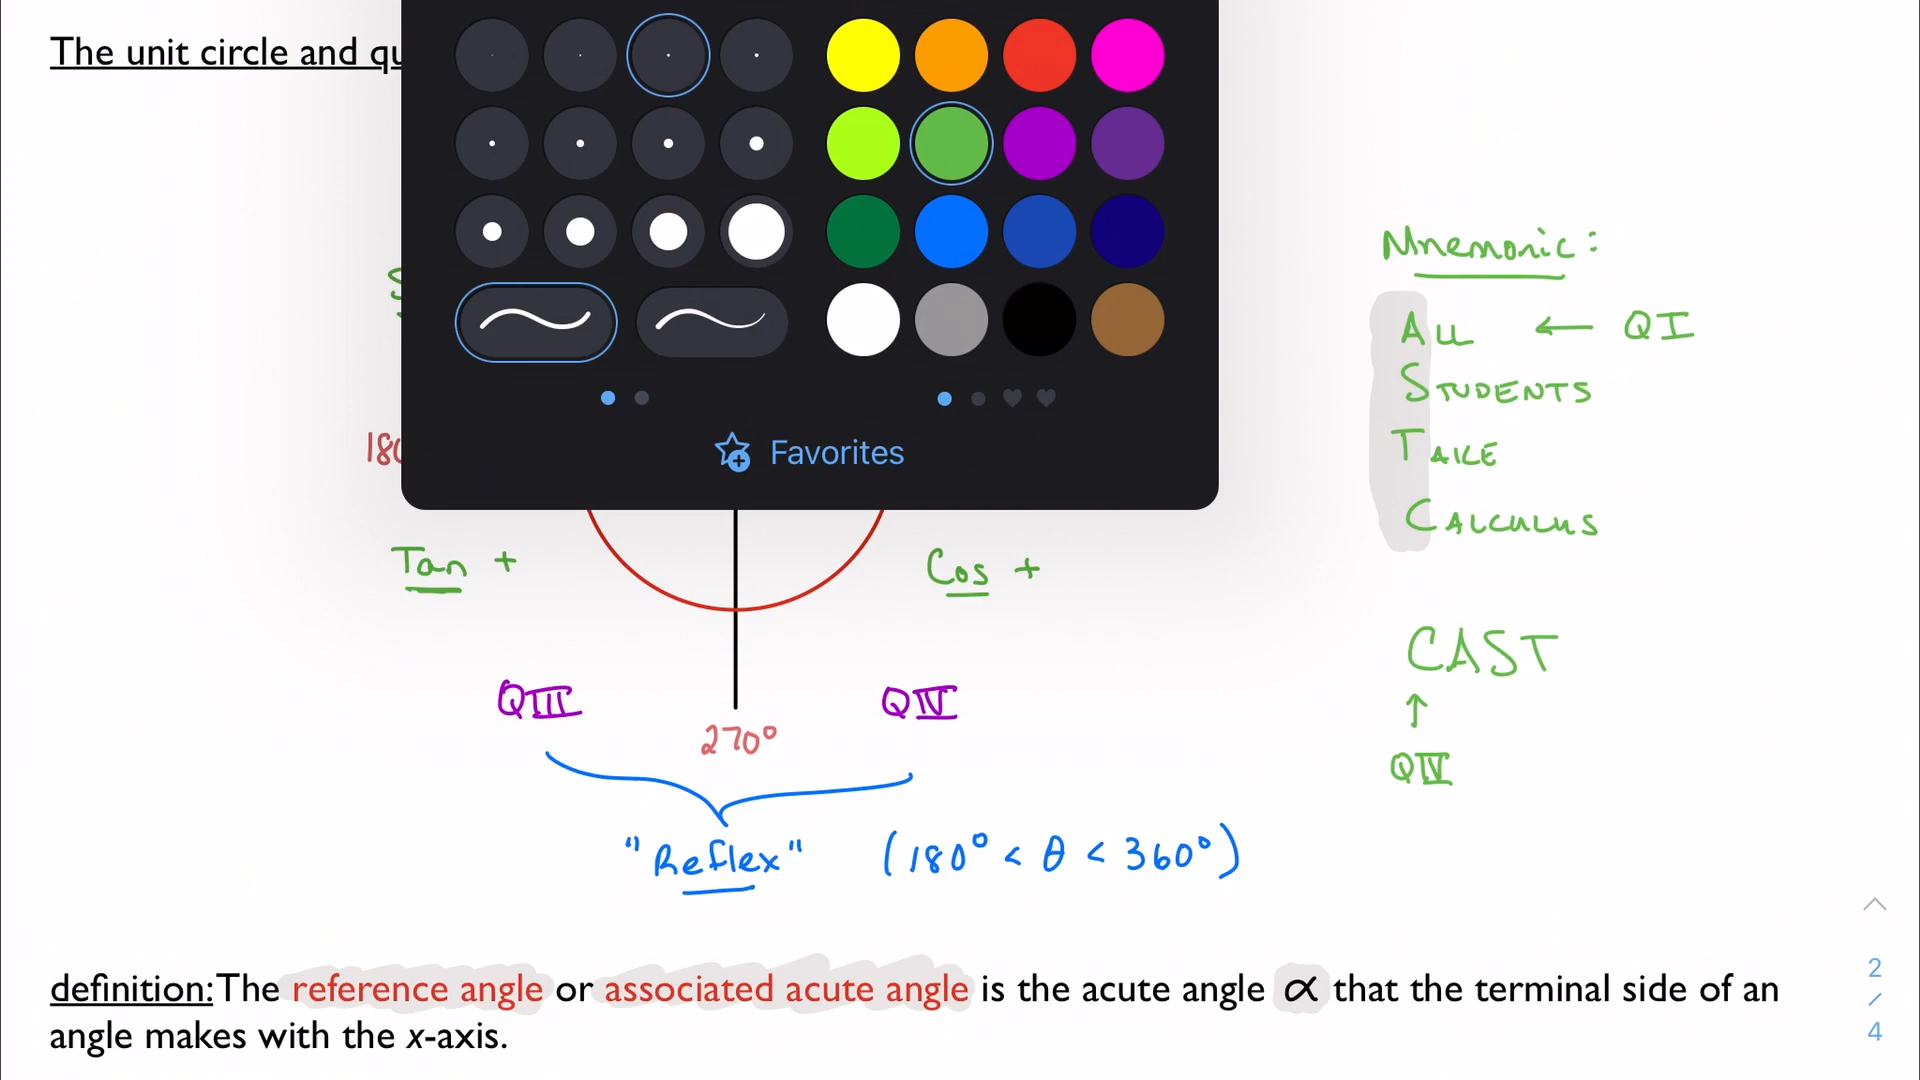 The unit circle and qu
Mnemonic:
ALL ← QI
STUDENTS
Favorites
TAKE
CALCULUS
Tan +
Cos +
CAST
↑
QIII
QIV
270°
QIV
"Reflex" (180° < θ < 360°)
definition: The reference angle or associated acute angle is the acute angle α that the terminal side of an
angle makes with the x-axis.
2
/
4